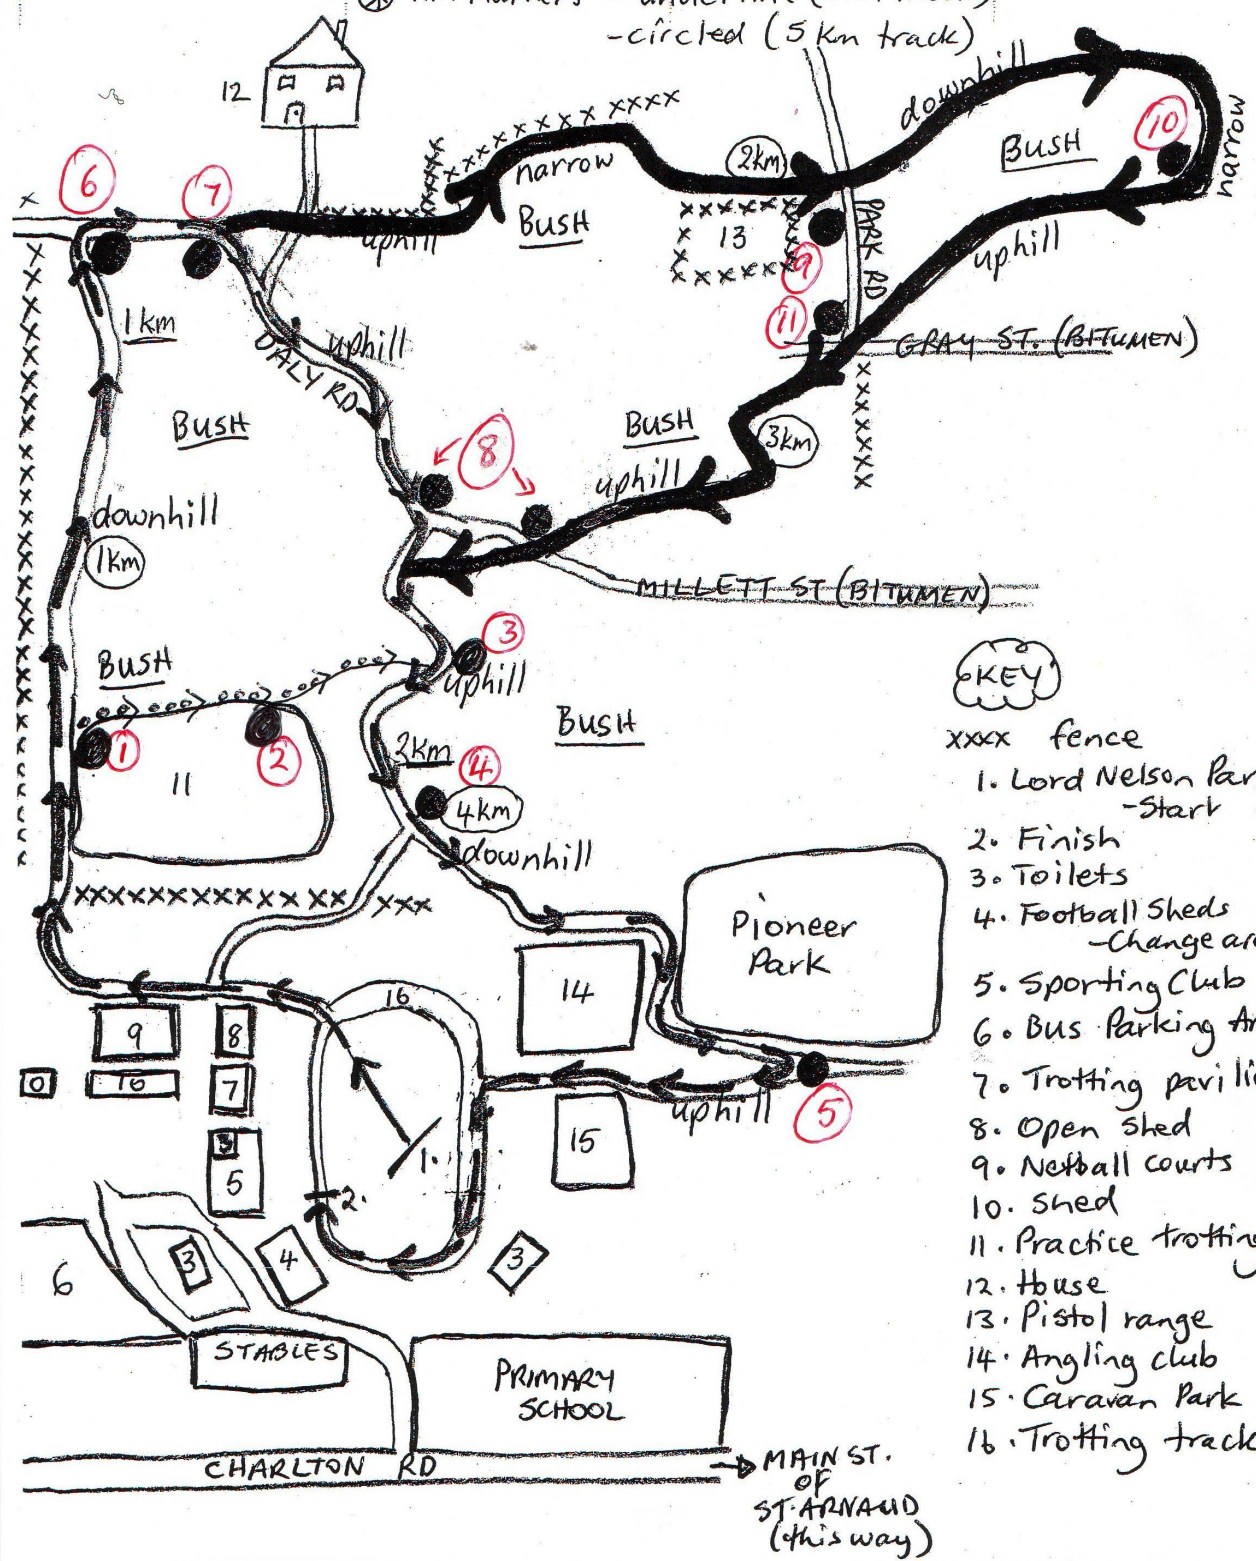 -circled (5 km track)
12
downhill
narrow
10
BUSH
2km
6
7
narrow
BUSH
uphill
13
PARK RD
9
uphill
11
1km
uphill
DALY RD
GRAY ST. (BITUMEN)
BUSH
BUSH
3km
8
uphill
downhill
1km
MILLETT ST (BITUMEN)
3
BUSH
uphill
BUSH
1
2
11
2km
4
4km
downhill
KEY
xxxx fence
1. Lord Nelson Par
-Start
2. Finish
3. Toilets
4. Football Sheds
-Change are
5. Sporting Club
6. Bus Parking Ar
7. Trotting pavili
8. Open Shed
9. Netball courts
10. Shed
11. Practice trotting
12. House
13. Pistol range
14. Angling club
15. Caravan Park
16. Trotting track
Pioneer
Park
14
16
9
8
10
7
15
uphill
5
3
5
1.
2.
6
3
4
3
STABLES
PRIMARY
SCHOOL
CHARLTON RD
MAIN ST.
OF
ST. ARNAUD
(this way)